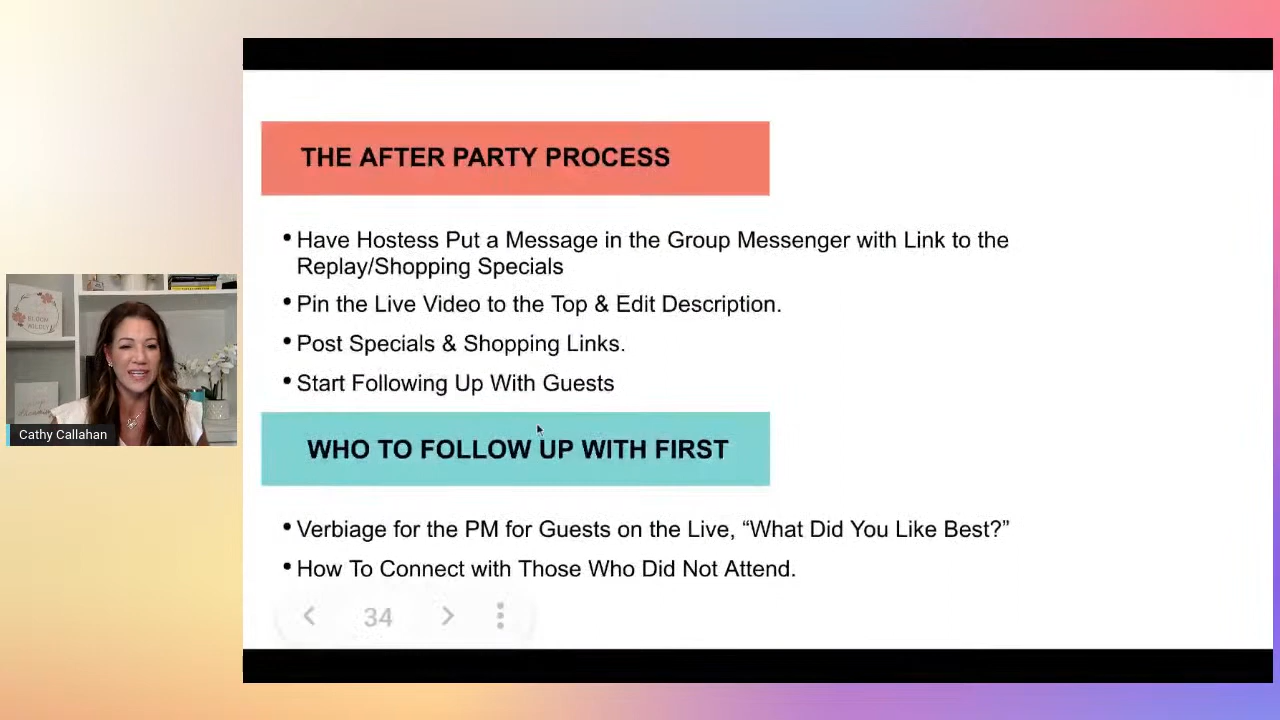 THE AFTER PARTY PROCESS
• Have Hostess Put a Message in the Group Messenger with Link to the
Replay/Shopping Specials
• Pin the Live Video to the Top & Edit Description.
• Post Specials & Shopping Links.
• Start Following Up With Guests
WHO TO FOLLOW UP WITH FIRST
• Verbiage for the PM for Guests on the Live, “What Did You Like Best?”
• How To Connect with Those Who Did Not Attend.
34
BLOOM
WILDLY
Cathy Callahan